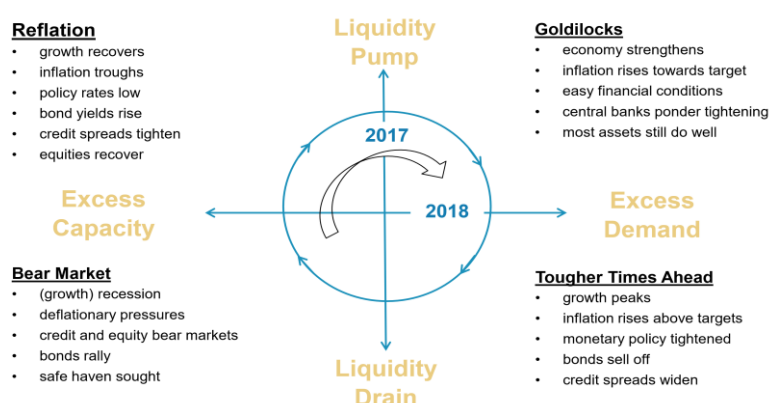 Reflation
• growth recovers
• inflation troughs
• policy rates low
• bond yields rise
• credit spreads tighten
• equities recover
Liquidity
Pump
Goldilocks
• economy strengthens
• inflation rises towards target
• easy financial conditions
• central banks ponder tightening
• most assets still do well
2017
Excess
Capacity
2018
Excess
Demand
Bear Market
• (growth) recession
• deflationary pressures
• credit and equity bear markets
• bonds rally
• safe haven sought
Liquidity
Drain
Tougher Times Ahead
• growth peaks
• inflation rises above targets
• monetary policy tightened
• bonds sell off
• credit spreads widen